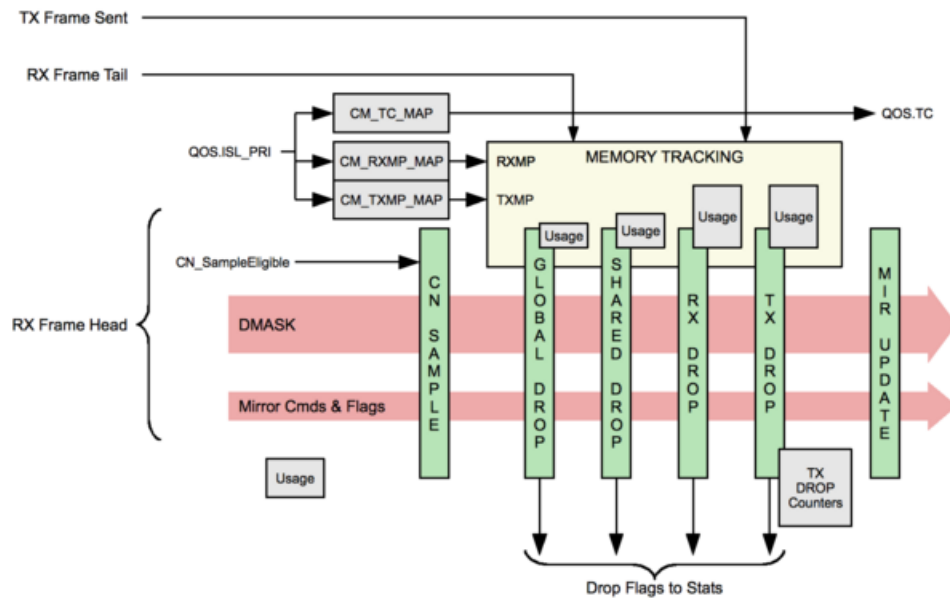 TX Frame Sent
RX Frame Tail
CM_TC_MAP
QOS.TC
QOS.ISL_PRI
MEMORY TRACKING
CM_RXMP_MAP
RXMP
CM_TXMP_MAP
TXMP
Usage
Usage
Usage
Usage
CN_SampleEligible
RX Frame Head
DMASK
Mirror Cmds & Flags
CN SAMPLE
GLOBAL DROP
SHARED DROP
RX DROP
TX DROP
MIR UPDATE
Usage
TX
DROP
Counters
Drop Flags to Stats